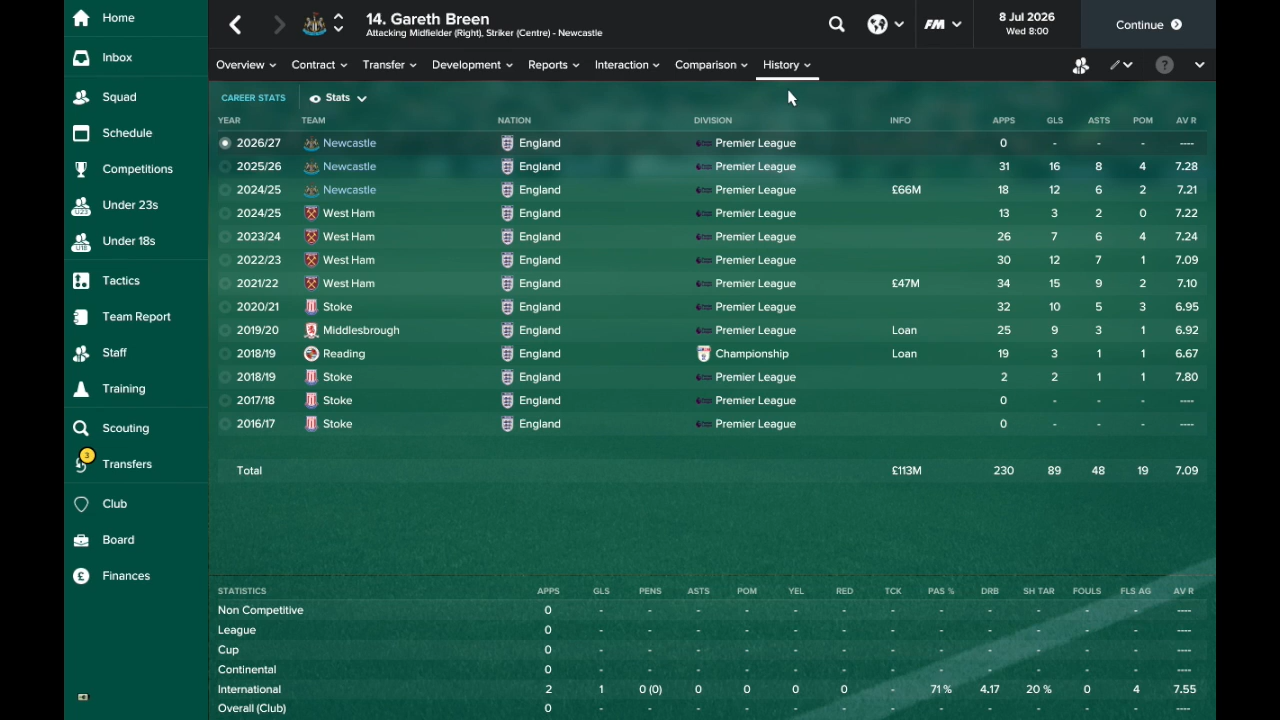 Home
Inbox
Squad
Schedule
Competitions
Under 23s
Under 18s
Tactics
Team Report
Staff
Training
Scouting
3
Transfers
Club
Board
Finances
14. Gareth Breen
Attacking Midfielder (Right), Striker (Centre) - Newcastle
FM
8 Jul 2026
Wed 8:00
Continue
Overview Contract Transfer Development Reports Interaction Comparison History
CAREER STATS Stats
YEAR TEAM NATION DIVISION INFO APPS GLS ASTS POM AV R
2026/27 Newcastle England Premier League 0 - - - ----
2025/26 Newcastle England Premier League 31 16 8 4 7.28
2024/25 Newcastle England Premier League £66M 18 12 6 2 7.21
2024/25 West Ham England Premier League 13 3 2 0 7.22
2023/24 West Ham England Premier League 26 7 6 4 7.24
2022/23 West Ham England Premier League 30 12 7 1 7.09
2021/22 West Ham England Premier League £47M 34 15 9 2 7.10
2020/21 Stoke England Premier League 32 10 5 3 6.95
2019/20 Middlesbrough England Premier League Loan 25 9 3 1 6.92
2018/19 Reading England Championship Loan 19 3 1 1 6.67
2018/19 Stoke England Premier League 2 2 1 1 7.80
2017/18 Stoke England Premier League 0 - - - ----
2016/17 Stoke England Premier League 0 - - - ----
Total £113M 230 89 48 19 7.09
STATISTICS APPS GLS PENS ASTS POM YEL RED TCK PAS % DRB SH TAR FOULS FLS AG AV R
Non Competitive 0 - - - - - - - - - - - - ----
League 0 - - - - - - - - - - - - ----
Cup 0 - - - - - - - - - - - - ----
Continental 0 - - - - - - - - - - - - ----
International 2 1 0 (0) 0 0 0 0 - 71 % 4.17 20 % 0 4 7.55
Overall (Club) 0 - - - - - - - - - - - - ----